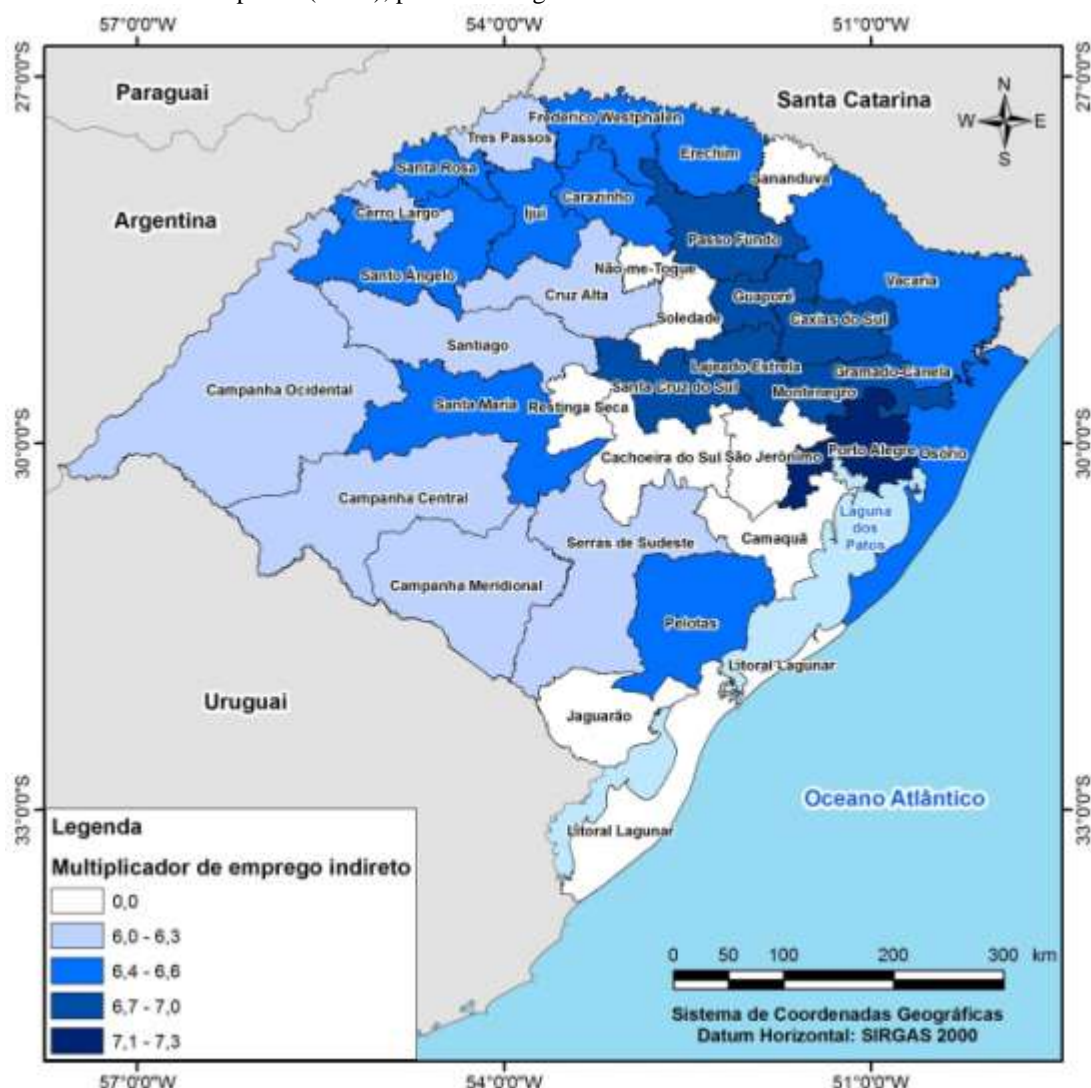 57°0'0"W 54°0'0"W 51°0'0"W
27°0'0"S 27°0'0"S
Paraguai
Santa Catarina
N
W E
S
Frederico Westphalen
Tres Passos
Erechim
Santa Rosa
Sananduva
Carazinho
Argentina
Cerro Largo
Ijui
Passo Fundo
Não-me-Toque
Santo Ângelo
Vacaria
Cruz Alta
Guaporé
Soledade
Caxias do Sul
Santiago
Lajeado-Estrela
Gramado-Canela
Campanha Ocidental
Santa Cruz do Sul
Montenegro
Santa Maria
Restinga Seca
30°0'0"S 30°0'0"S
Cachoeira do Sul
São Jerônimo
Porto Alegre
Osório
Campanha Central
Laguna
dos
Patos
Camaquã
Serras de Sudeste
Campanha Meridional
Pelotas
Litoral Lagunar
Uruguai
Jaguarão
Oceano Atlântico
33°0'0"S 33°0'0"S
Litoral Lagunar
Legenda
Multiplicador de emprego indireto
0,0
6,0 - 6,3
6,4 - 6,6
6,7 - 7,0
7,1 - 7,3
0 50 100 200 300 km
Sistema de Coordenadas Geográficas
Datum Horizontal: SIRGAS 2000
57°0'0"W 54°0'0"W 51°0'0"W